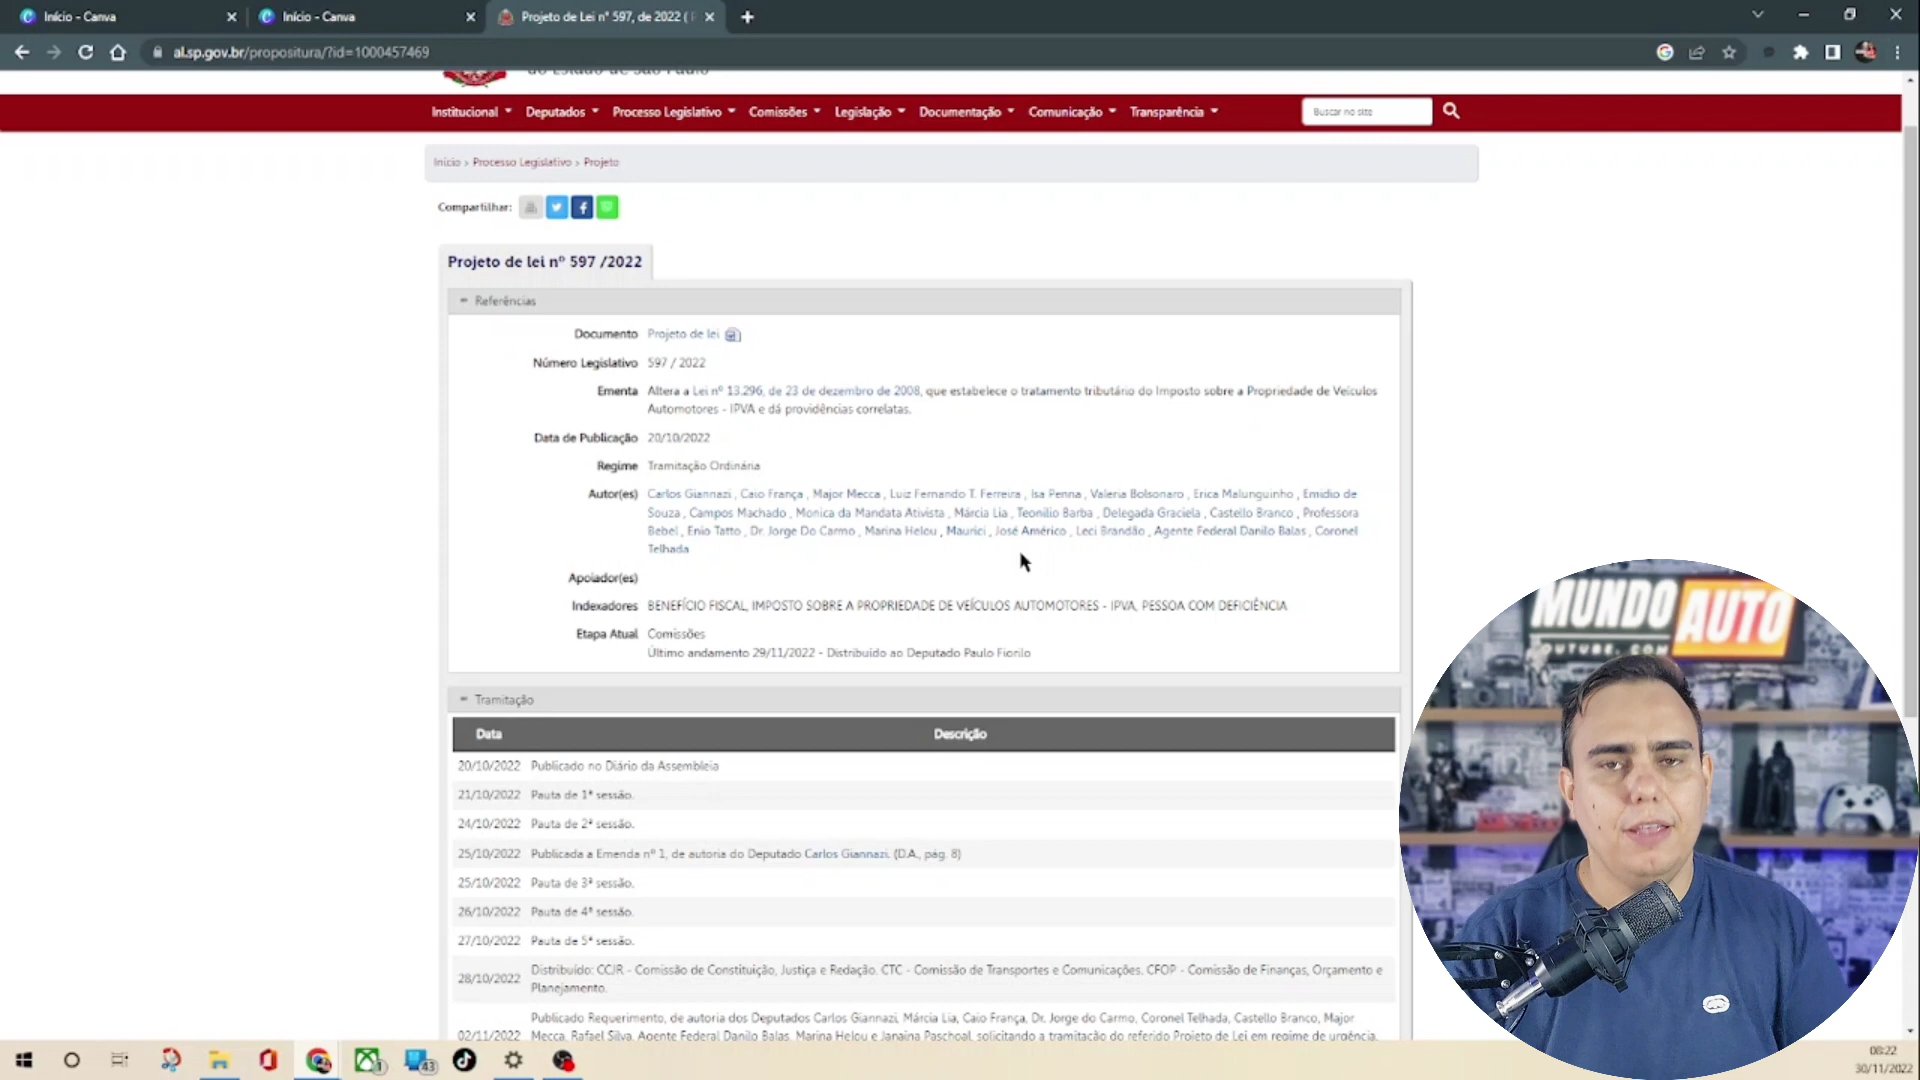 Início - Canva
Início - Canva
Projeto de Lei nº 597, de 2022 (
al.sp.gov.br/propositura/?id=1000457469
do Estado de São Paulo
Institucional Deputados Processo Legislativo Comissões Legislação Documentação Comunicação Transparência
Buscar no site
Início > Processo Legislativo > Projeto
Compartilhar:
Projeto de lei nº 597 /2022
Referências
Documento Projeto de lei
Número Legislativo 597 / 2022
Ementa Altera a Lei nº 13.296, de 23 de dezembro de 2008, que estabelece o tratamento tributário do Imposto sobre a Propriedade de Veículos
Automotores - IPVA e dá providências correlatas.
Data de Publicação 20/10/2022
Regime Tramitação Ordinária
Autor(es) Carlos Giannazi , Caio França , Major Mecca , Luiz Fernando T. Ferreira , Isa Penna , Valeria Bolsonaro , Erica Malunguinho , Emidio de
Souza , Campos Machado , Monica da Mandata Ativista , Márcia Lia , Teonilio Barba , Delegada Graciela , Castello Branco , Professora
Bebel , Enio Tatto , Dr. Jorge Do Carmo , Marina Helou , Maurici , José Américo , Leci Brandão , Agente Federal Danilo Balas , Coronel
Telhada
Apoiador(es)
Indexadores BENEFÍCIO FISCAL, IMPOSTO SOBRE A PROPRIEDADE DE VEÍCULOS AUTOMOTORES - IPVA, PESSOA COM DEFICIÊNCIA
Etapa Atual Comissões
Último andamento 29/11/2022 - Distribuído ao Deputado Paulo Fiorilo
Tramitação
Data Descrição
20/10/2022 Publicado no Diário da Assembleia
21/10/2022 Pauta de 1ª sessão.
24/10/2022 Pauta de 2ª sessão.
25/10/2022 Publicada a Emenda nº 1, de autoria do Deputado Carlos Giannazi. (D.A., pág. 8)
25/10/2022 Pauta de 3ª sessão.
26/10/2022 Pauta de 4ª sessão.
27/10/2022 Pauta de 5ª sessão.
28/10/2022 Distribuído: CCJR - Comissão de Constituição, Justiça e Redação. CTC - Comissão de Transportes e Comunicações. CFOP - Comissão de Finanças, Orçamento e
Planejamento.
Publicado Requerimento, de autoria dos Deputados Carlos Giannazi, Márcia Lia, Caio França, Dr. Jorge do Carmo, Coronel Telhada, Castello Branco, Major
02/11/2022 Mecca, Rafael Silva, Agente Federal Danilo Balas, Marina Helou e Janaina Paschoal, solicitando a tramitação do referido Projeto de Lei em regime de urgência.
MUNDO AUTO
YOUTUBE.COM
1
43
08:22
30/11/2022